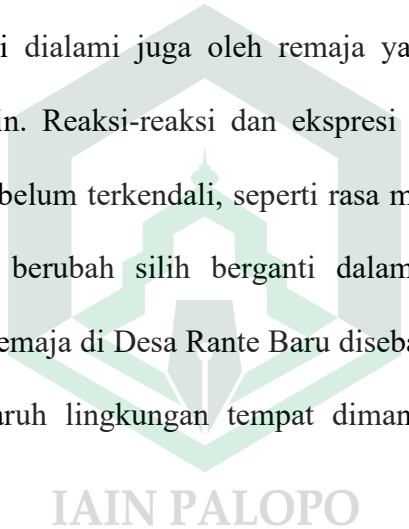 i dialami juga oleh remaja ya
in. Reaksi-reaksi dan ekspresi
belum terkendali, seperti rasa m
berubah silih berganti dalam
emaja di Desa Rante Baru diseba
aruh lingkungan tempat diman
IAIN PALOPO